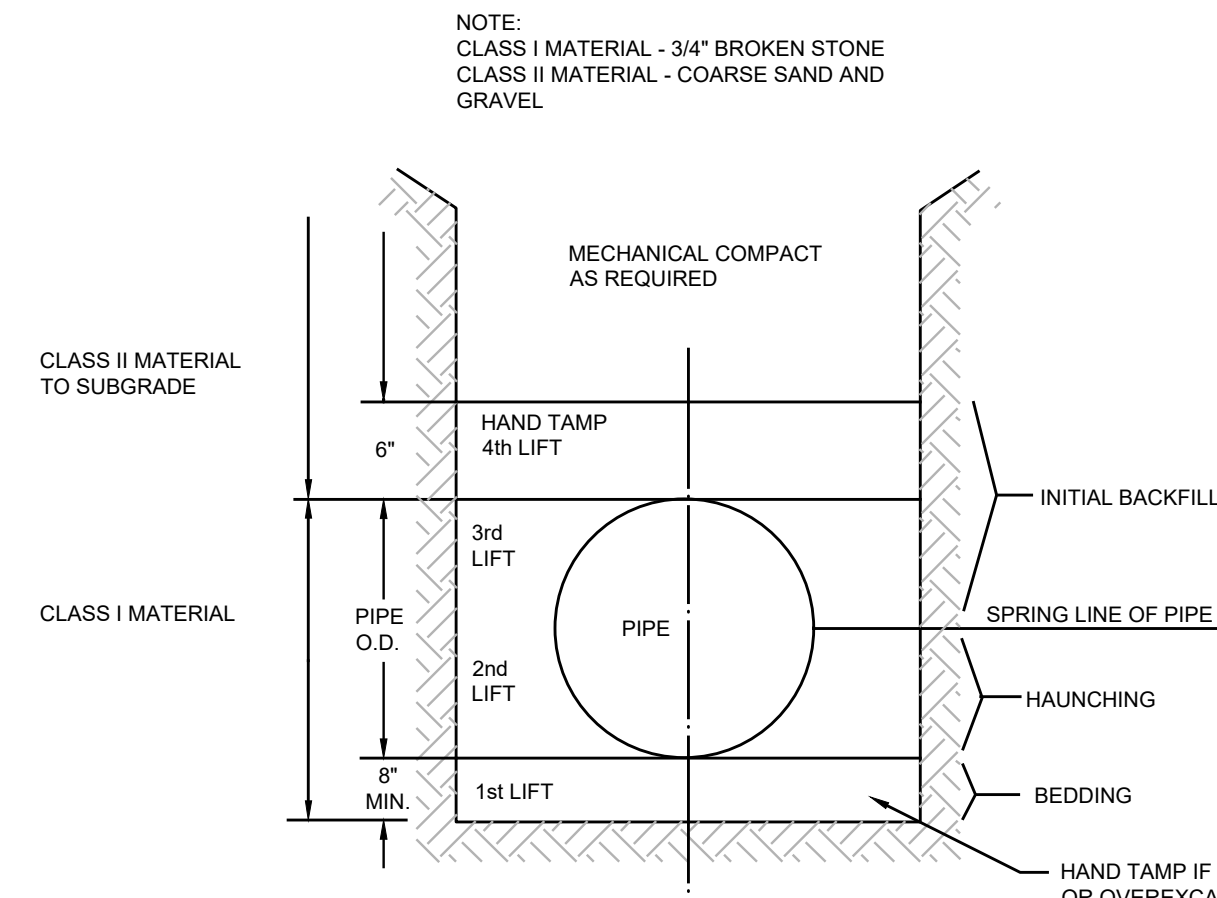 NOTE:
CLASS I MATERIAL - 3/4" BROKEN STONE
CLASS II MATERIAL - COARSE SAND AND
GRAVEL
MECHANICAL COMPACT
AS REQUIRED
CLASS II MATERIAL
TO SUBGRADE
HAND TAMP
4th LIFT
6"
INITIAL BACKFILL
3rd
LIFT
CLASS I MATERIAL
PIPE
O.D.
PIPE
SPRING LINE OF PIPE
2nd
LIFT
HAUNCHING
8"
MIN.
1st LIFT
BEDDING
HAND TAMP IF
OR OVEREXCA